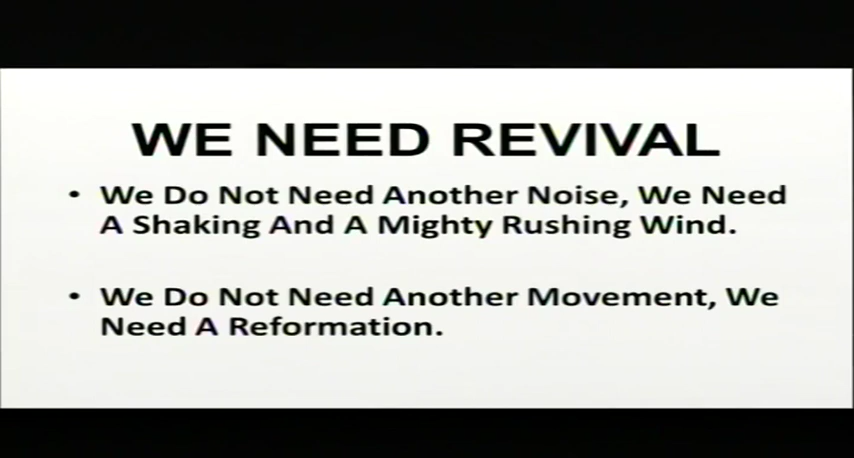 WE NEED REVIVAL
• We Do Not Need Another Noise, We Need
A Shaking And A Mighty Rushing Wind.
• We Do Not Need Another Movement, We
Need A Reformation.